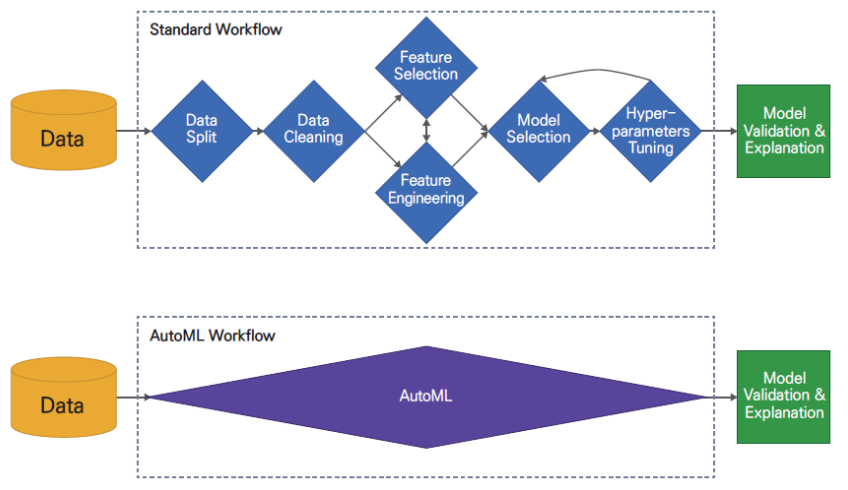 Standard Workflow
Data
Data
Split
Data
Cleaning
Feature
Selection
Feature
Engineering
Model
Selection
Hyper–
parameters
Tuning
Model
Validation &
Explanation
AutoML Workflow
Data
AutoML
Model
Validation &
Explanation